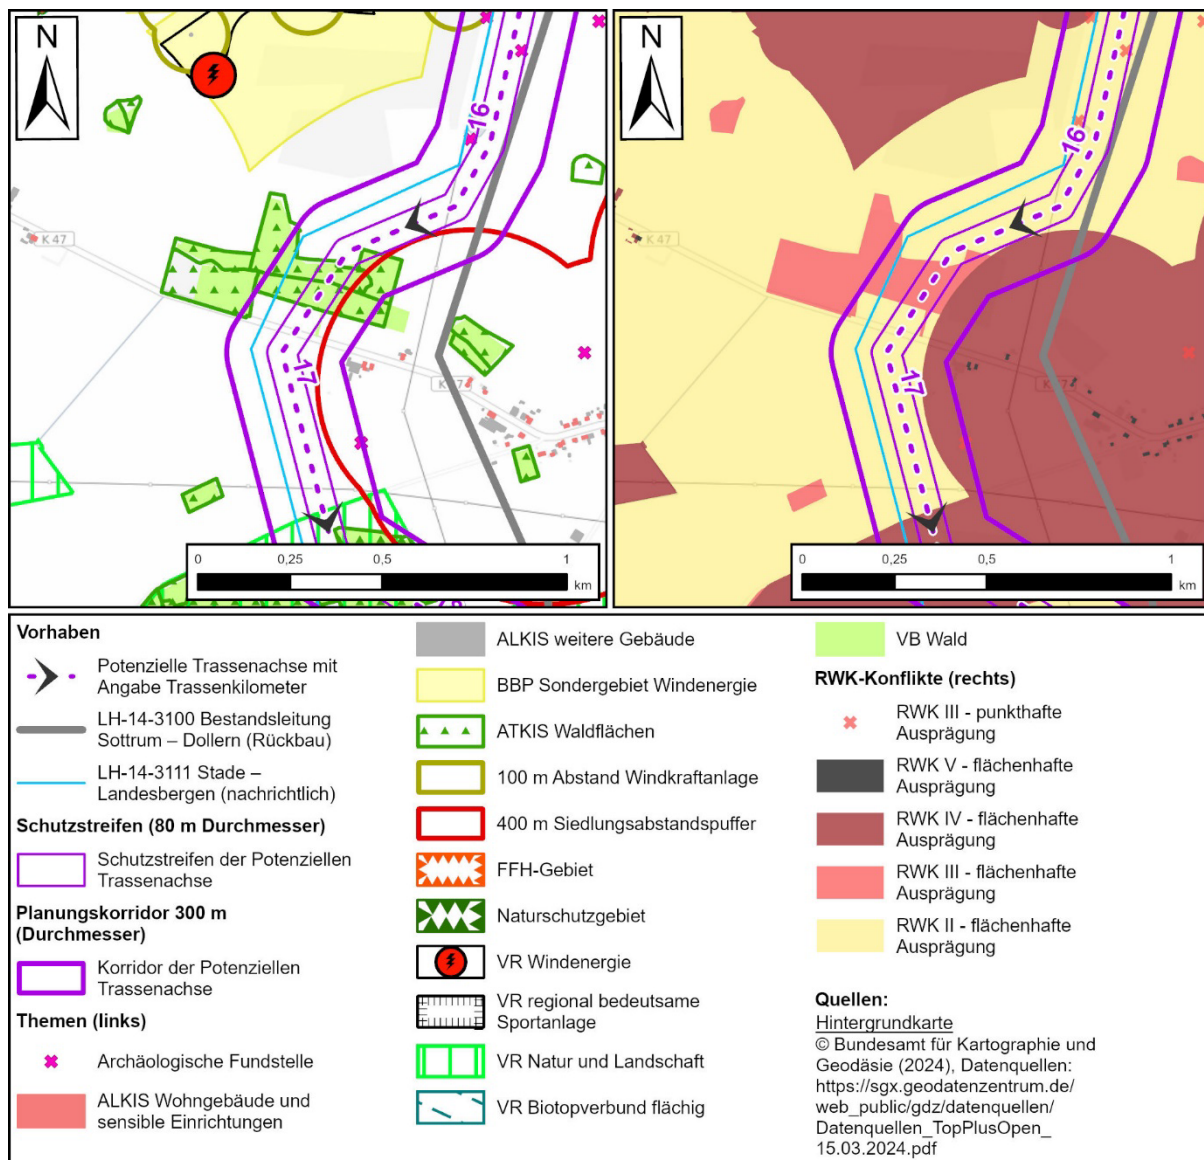 N
16
K 47
17
K 7
0 0,25 0,5 1
km
N
16
K 47
17
0 0,25 0,5 1
km
Vorhaben
Potenzielle Trassenachse mit
Angabe Trassenkilometer
LH-14-3100 Bestandsleitung
Sottrum – Dollern (Rückbau)
LH-14-3111 Stade –
Landesbergen (nachrichtlich)
Schutzstreifen (80 m Durchmesser)
Schutzstreifen der Potenziellen
Trassenachse
Planungskorridor 300 m
(Durchmesser)
Korridor der Potenziellen
Trassenachse
Themen (links)
Archäologische Fundstelle
ALKIS Wohngebäude und
sensible Einrichtungen
ALKIS weitere Gebäude
BBP Sondergebiet Windenergie
ATKIS Waldflächen
100 m Abstand Windkraftanlage
400 m Siedlungsabstandspuffer
FFH-Gebiet
Naturschutzgebiet
VR Windenergie
VR regional bedeutsame
Sportanlage
VR Natur und Landschaft
VR Biotopverbund flächig
VB Wald
RWK-Konflikte (rechts)
RWK III - punkthafte
Ausprägung
RWK V - flächenhafte
Ausprägung
RWK IV - flächenhafte
Ausprägung
RWK III - flächenhafte
Ausprägung
RWK II - flächenhafte
Ausprägung
Quellen:
Hintergrundkarte
© Bundesamt für Kartographie und
Geodäsie (2024), Datenquellen:
https://sgx.geodatenzentrum.de/
web_public/gdz/datenquellen/
Datenquellen_TopPlusOpen_
15.03.2024.pdf